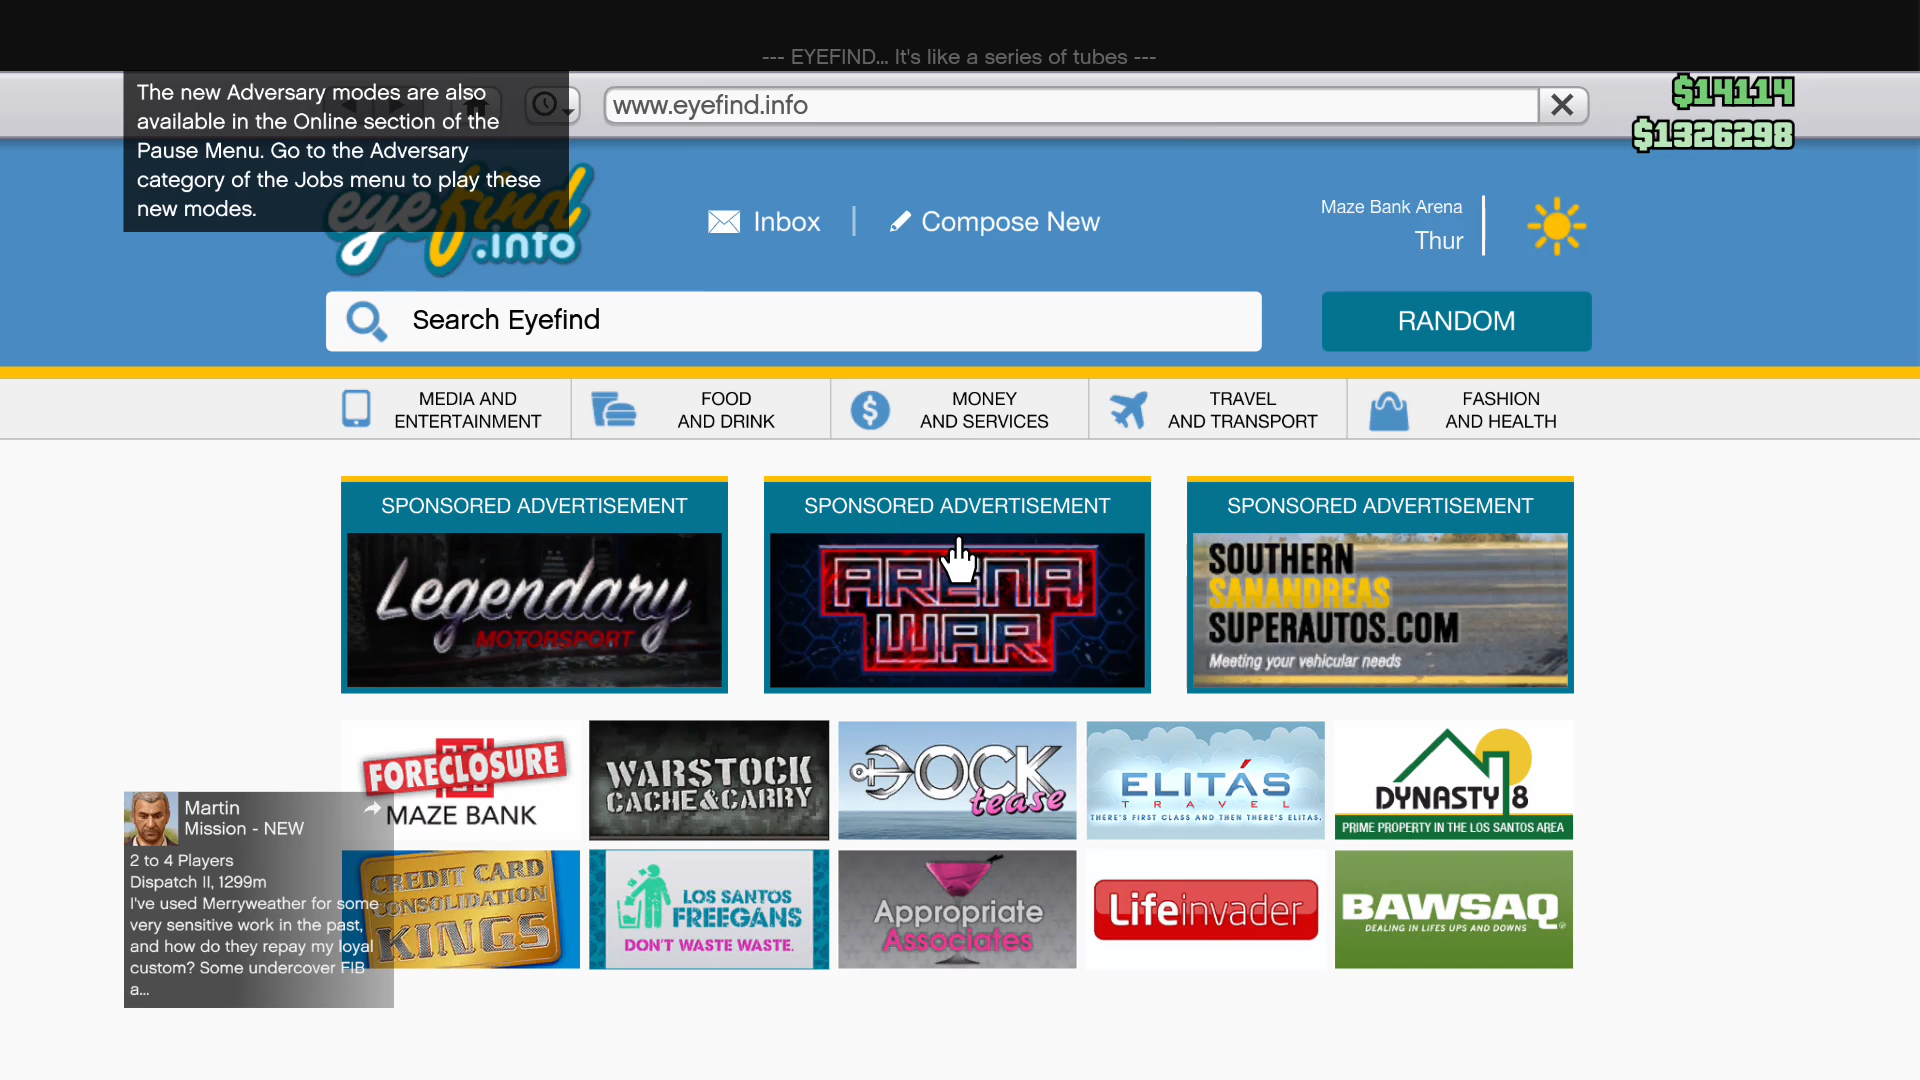 --- EYEFIND... It's like a series of tubes ---
The new Adversary modes are also
available in the Online section of the
Pause Menu. Go to the Adversary
category of the Jobs menu to play these
new modes.
www.eyefind.info
$14114
$1326298
eyefind
.info
Inbox
Compose New
Maze Bank Arena
Thur
Search Eyefind
RANDOM
MEDIA AND
ENTERTAINMENT
FOOD
AND DRINK
MONEY
AND SERVICES
TRAVEL
AND TRANSPORT
FASHION
AND HEALTH
SPONSORED ADVERTISEMENT
Legendary
MOTORSPORT
SPONSORED ADVERTISEMENT
ARENA
WAR
SPONSORED ADVERTISEMENT
SOUTHERN
SANANDREAS
SUPERAUTOS.COM
Meeting your vehicular needs
FORECLOSURE
MAZE BANK
WARSTOCK
CACHE&CARRY
DOCK
tease
ELITÁS
TRAVEL
THERE'S FIRST CLASS AND THEN THERE'S ELITAS.
DYNASTY 8
PRIME PROPERTY IN THE LOS SANTOS AREA
CREDIT CARD
CONSOLIDATION
KINGS
LOS SANTOS
FREEGANS
DON'T WASTE WASTE.
Appropriate
Associates
Lifeinvader
BAWSAQ
DEALING IN LIFES UPS AND DOWNS
Martin
Mission - NEW
2 to 4 Players
Dispatch II, 1299m
I've used Merryweather for some
very sensitive work in the past,
and how do they repay my loyal
custom? Some undercover FIB
a...